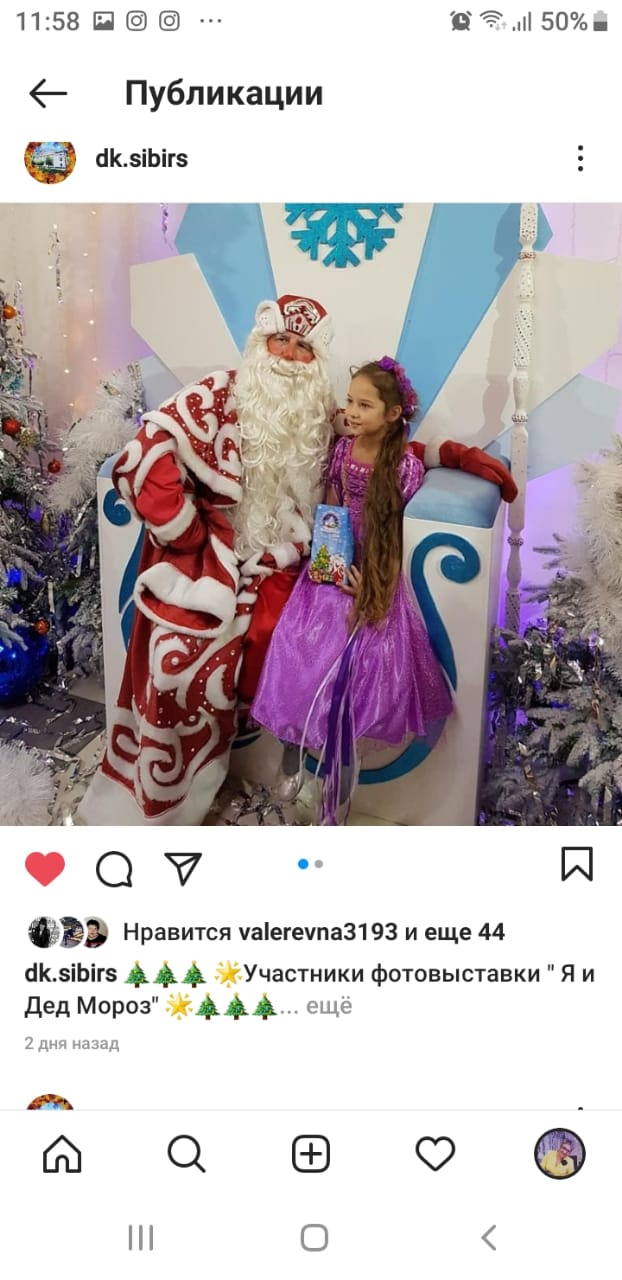 11:58 ... 50%
Публикации
dk.sibirs
Нравится valerevna3193 и еще 44
dk.sibirs 🎄🎄🎄 🌟Участники фотовыставки " Я и
Дед Мороз" 🌟🎄🎄🎄... ещё
2 дня назад